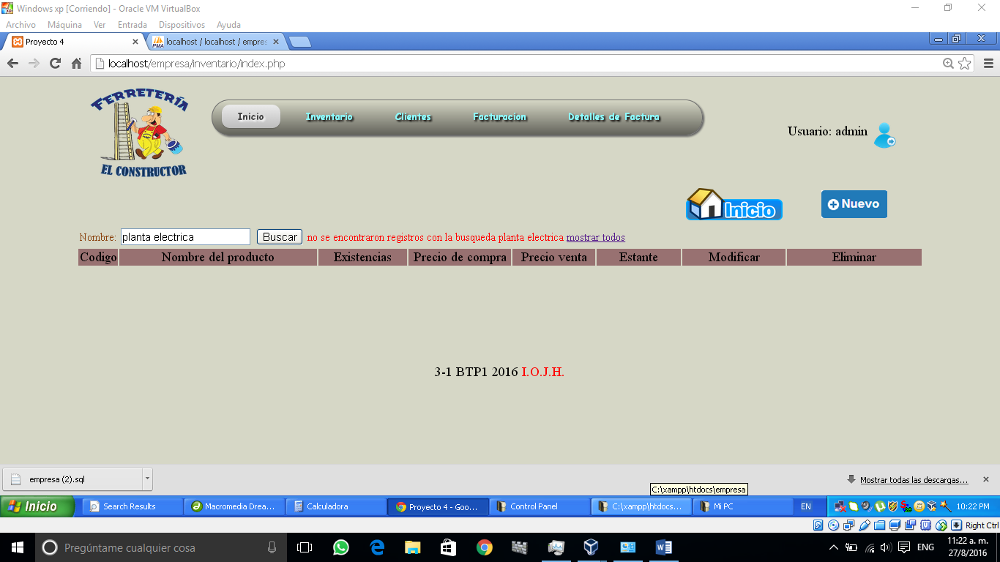 Windows xp [Corriendo] - Oracle VM VirtualBox
Archivo Máquina Ver Entrada Dispositivos Ayuda
Proyecto 4
localhost / localhost / empres
localhost/empresa/inventario/index.php
FERRETERÍA
EL CONSTRUCTOR
Inicio Inventario Clientes Facturacion Detalles de Factura
Usuario: admin
Inicio
Nuevo
Nombre: planta electrica Buscar no se encontraron registros con la busqueda planta electrica mostrar todos
Codigo Nombre del producto Existencias Precio de compra Precio venta Estante Modificar Eliminar
3-1 BTP1 2016 I.O.J.H.
empresa (2).sql
Mostrar todas las descargas...
C:\xampp\htdocs\empresa
Inicio Search Results Macromedia Drea... Calculadora Proyecto 4 - Goo... Control Panel C:\xampp\htdocs... Mi PC EN 10:22 PM
Right Ctrl
Pregúntame cualquier cosa
ENG
11:22 a. m.
27/8/2016